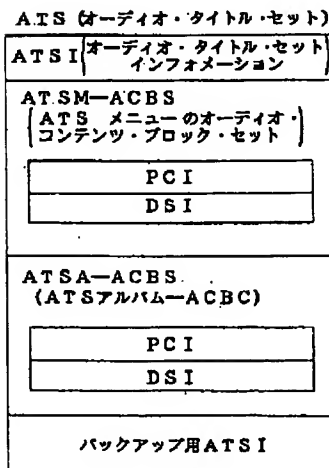 ATS (オーディオ・タイトル・セット)
ATSI(オーディオ・タイトル・セット
インフォメーション)
ATSM—ACBS
(ATS メニューのオーディオ・
コンテンツ・ブロック・セット)
PCI
DSI
ATSA—ACBS
(ATSアルバム—ACBC)
PCI
DSI
バックアップ用ATSI